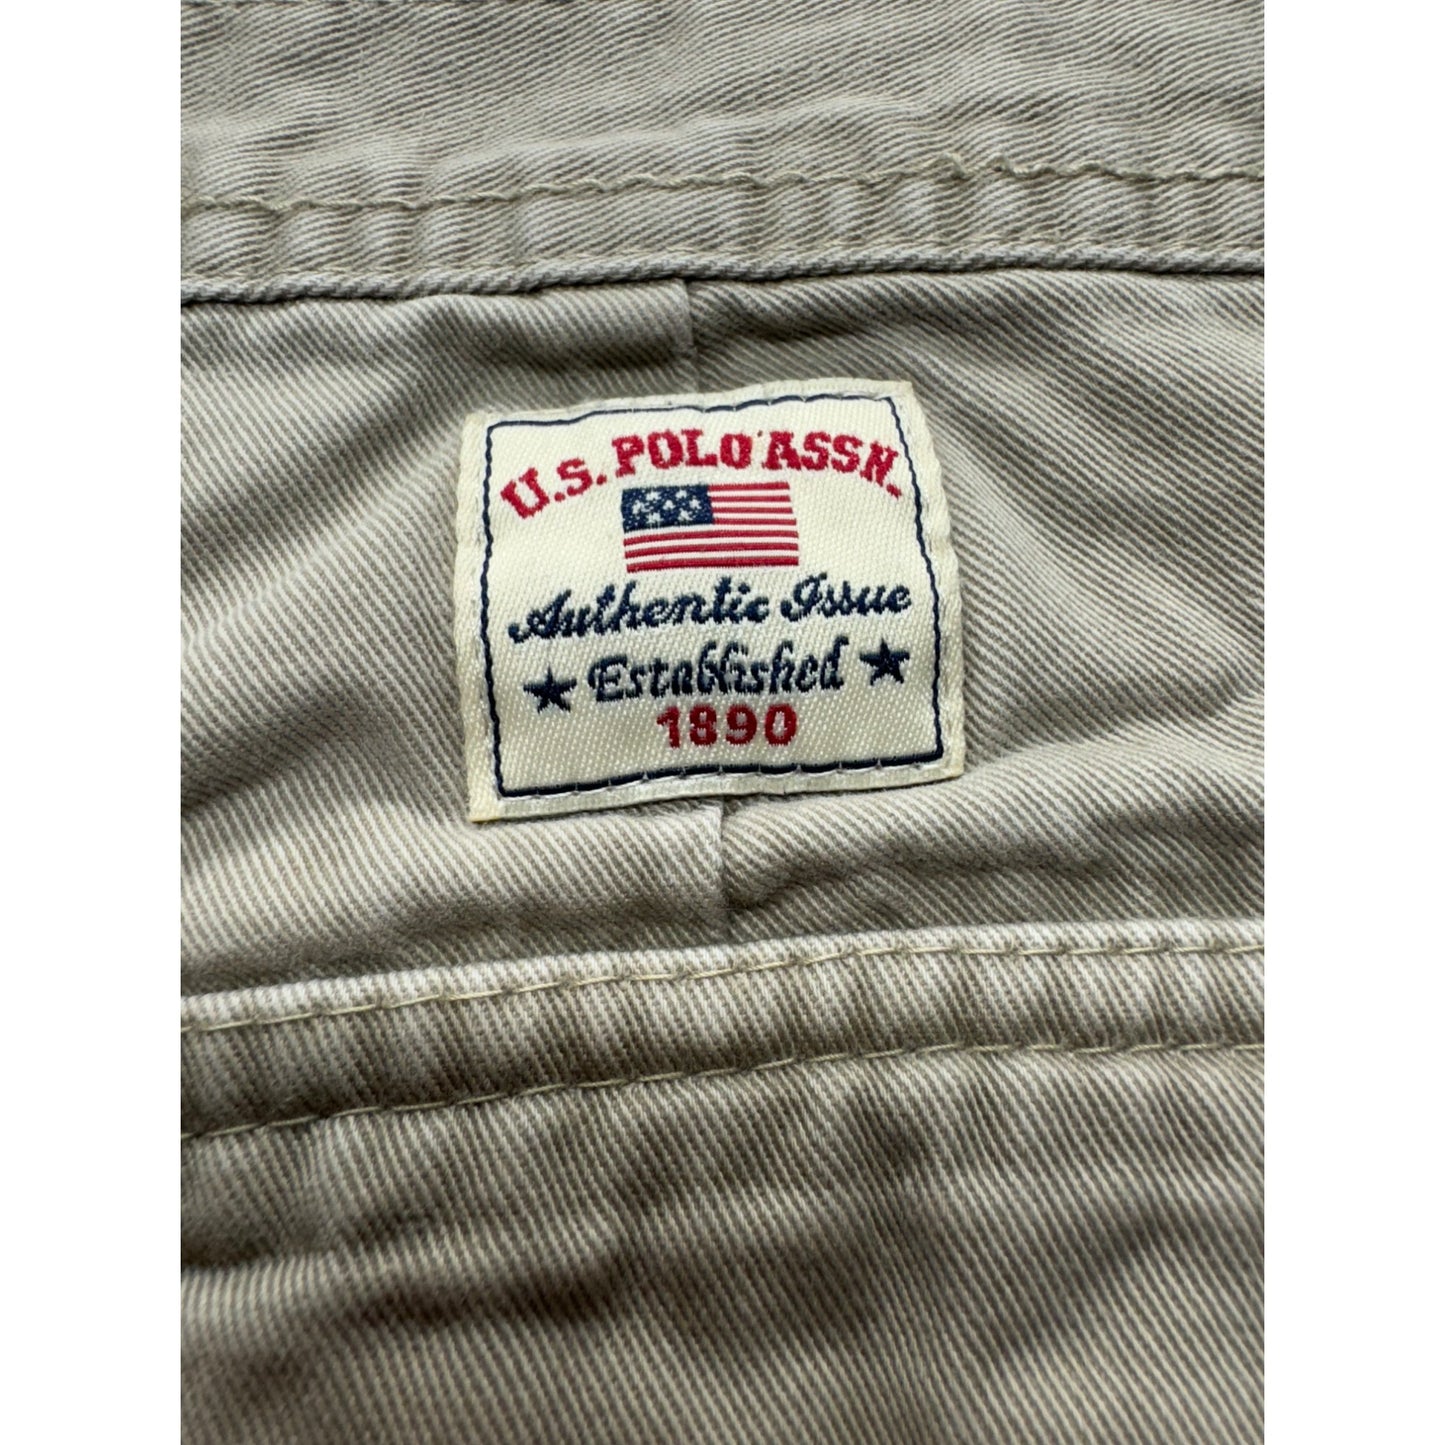 U.S. POLO ASSN.
Authentic Issue
Established
1890